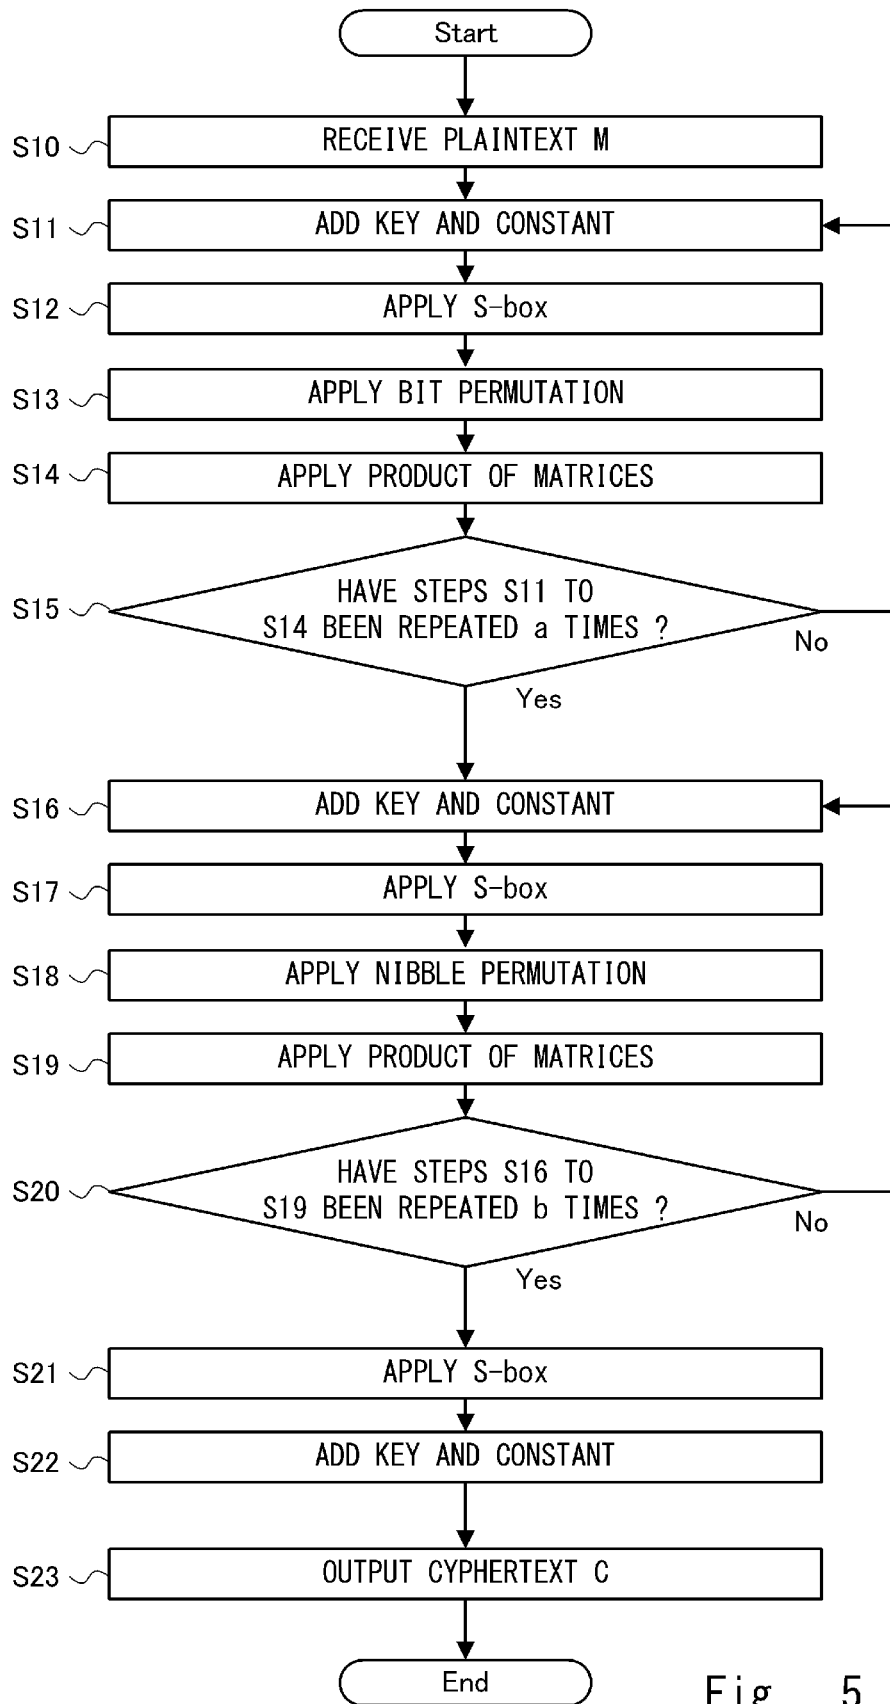 Start
S10 RECEIVE PLAINTEXT M
S11 ADD KEY AND CONSTANT
S12 APPLY S-box
S13 APPLY BIT PERMUTATION
S14 APPLY PRODUCT OF MATRICES
S15 HAVE STEPS S11 TO
S14 BEEN REPEATED a TIMES ?
No
Yes
S16 ADD KEY AND CONSTANT
S17 APPLY S-box
S18 APPLY NIBBLE PERMUTATION
S19 APPLY PRODUCT OF MATRICES
S20 HAVE STEPS S16 TO
S19 BEEN REPEATED b TIMES ?
No
Yes
S21 APPLY S-box
S22 ADD KEY AND CONSTANT
S23 OUTPUT CYPHERTEXT C
End
Fig. 5